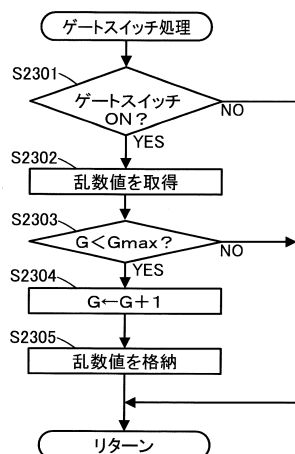 ゲートスイッチ処理
S2301
ゲートスイッチ
ON?
NO
YES
S2302
乱数値を取得
S2303
G<Gmax?
NO
YES
S2304
G←G+1
S2305
乱数値を格納
リターン